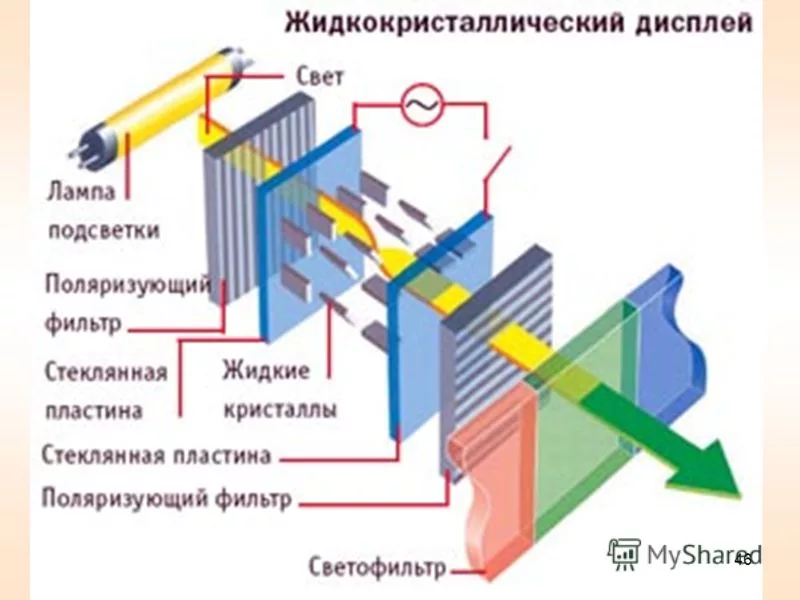 Жидкокристаллический дисплей
Свет
Лампа
подсветки
Поляризующий
фильтр
Стеклянная
пластина
Жидкие
кристаллы
Стеклянная пластина
Поляризующий фильтр
Светофильтр
MyShared
46